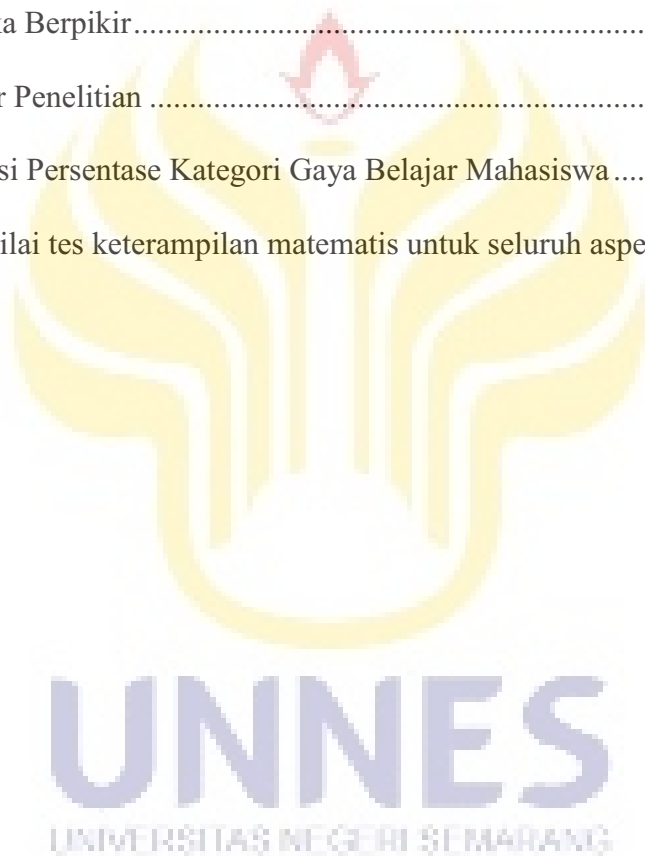 a Berpikir........................................................................
r Penelitian ......................................................................
si Persentase Kategori Gaya Belajar Mahasiswa ....
ilai tes keterampilan matematis untuk seluruh aspe
UNNES
UNIVERSITAS NEGERI SEMARANG